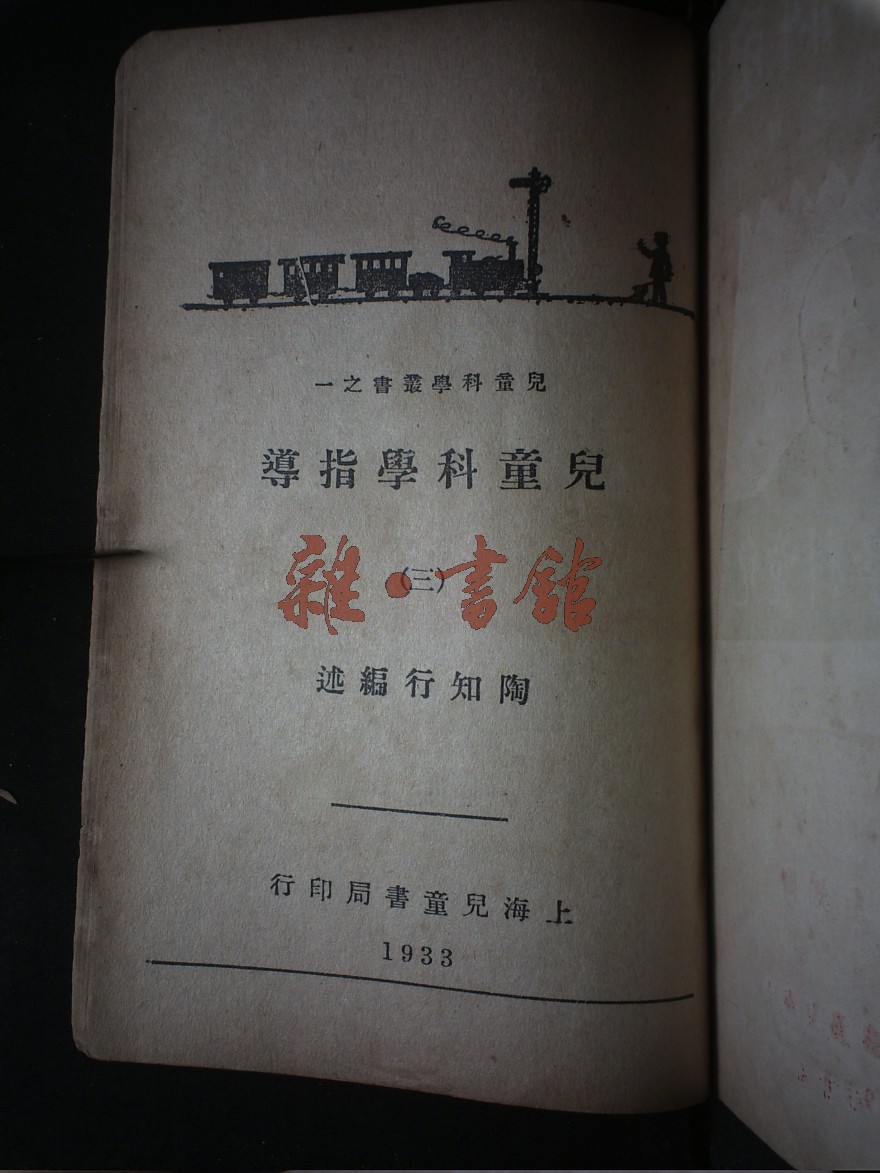 兒童科學叢書之一
兒童科學指導
(三)
雜·書館
陶知行編述
上海兒童書局印行
1933